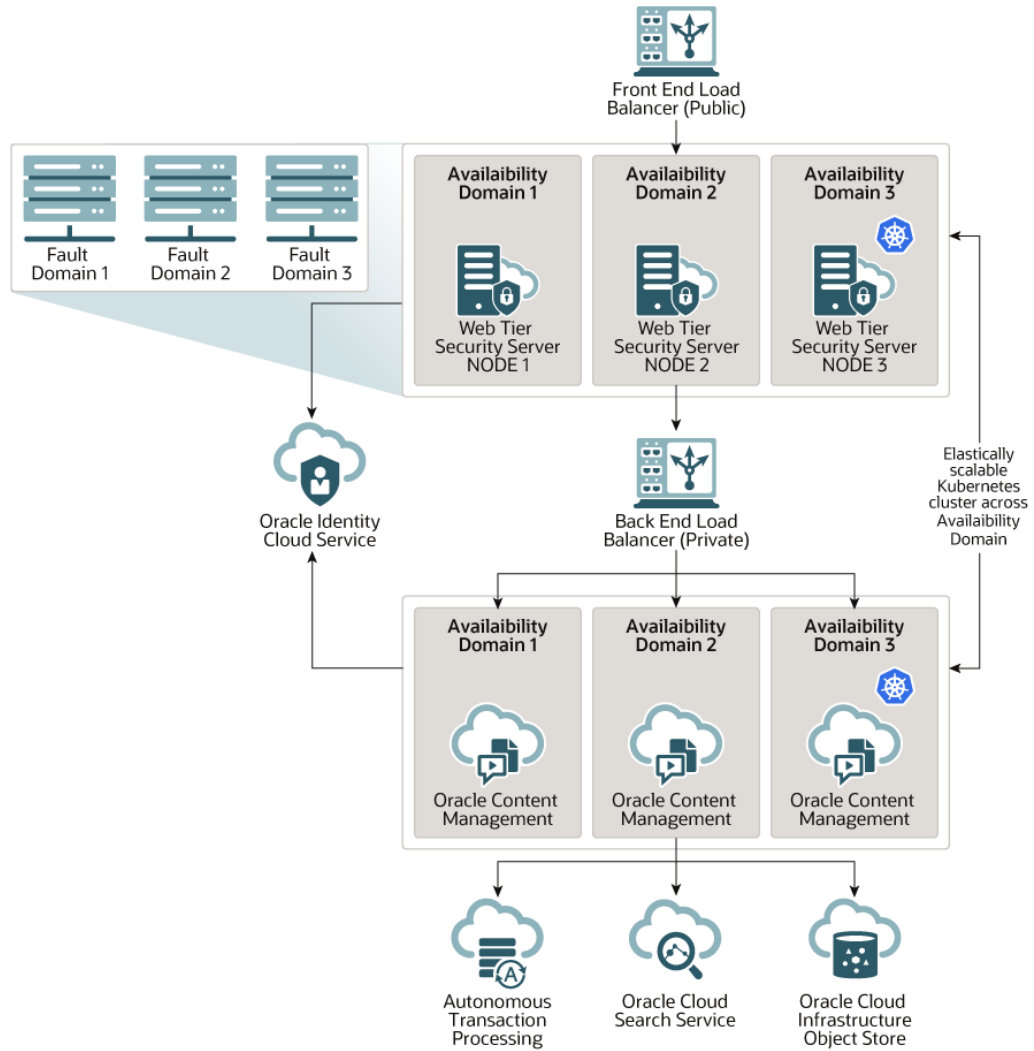 Front End Load
Balancer (Public)
Fault
Domain 1
Fault
Domain 2
Fault
Domain 3
Availaibility
Domain 1
Availaibility
Domain 2
Availaibility
Domain 3
Web Tier
Security Server
NODE 1
Web Tier
Security Server
NODE 2
Web Tier
Security Server
NODE 3
Oracle Identity
Cloud Service
Back End Load
Balancer (Private)
Elastically
scalable
Kubernetes
cluster across
Availaibility
Domain
Availaibility
Domain 1
Availaibility
Domain 2
Availaibility
Domain 3
Oracle Content
Management
Oracle Content
Management
Oracle Content
Management
A
Autonomous
Transaction
Processing
Oracle Cloud
Search Service
Oracle Cloud
Infrastructure
Object Store